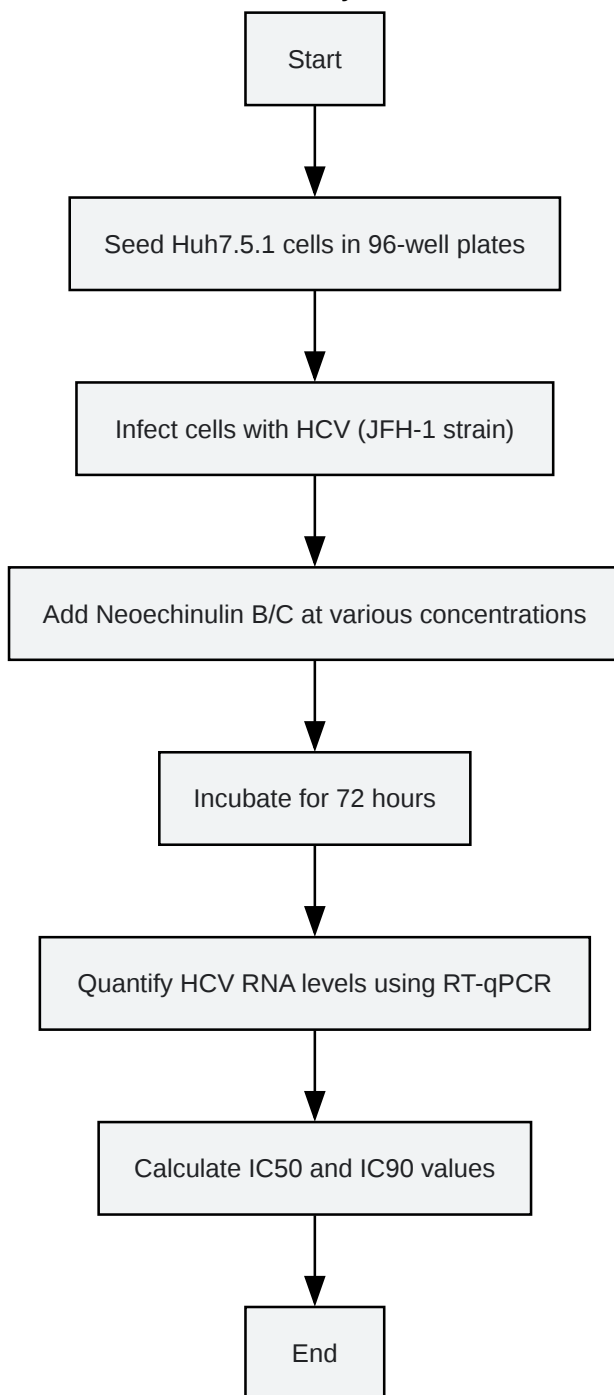 Start
Seed Huh7.5.1 cells in 96-well plates
Infect cells with HCV (JFH-1 strain)
Add Neoechinulin B/C at various concentrations
Incubate for 72 hours
Quantify HCV RNA levels using RT-qPCR
Calculate IC50 and IC90 values
End